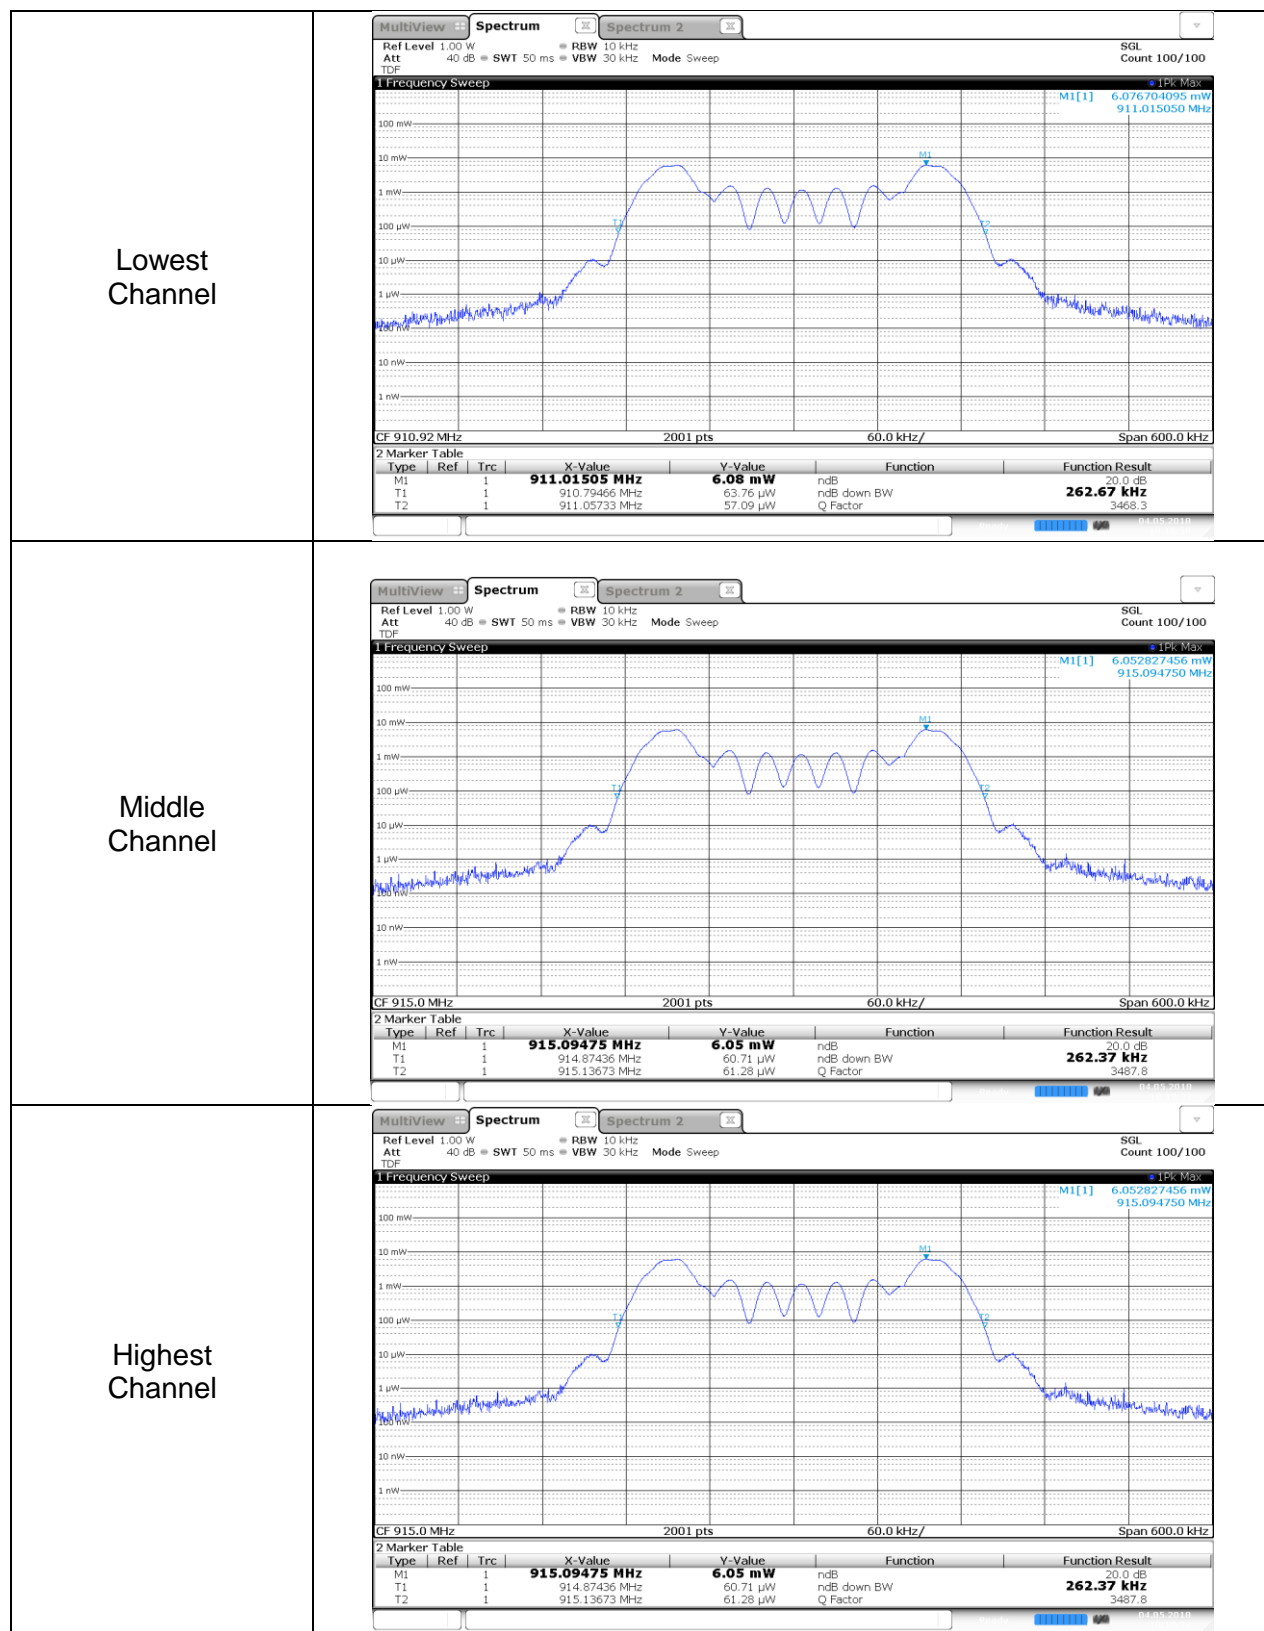 Lowest
Channel
MultiView Spectrum Spectrum 2
Ref Level 1.00 W RBW 10 kHz SGL
Att 40 dB SWT 50 ms VBW 30 kHz Mode Sweep Count 100/100
TDF
1 Frequency Sweep 1Pk Max
M1[1] 6.076704095 mW
911.015050 MHz
100 mW
10 mW
M1
1 mW
T1 T2
100 µW
10 µW
1 µW
100 nW
10 nW
1 nW
CF 910.92 MHz 2001 pts 60.0 kHz/ Span 600.0 kHz
2 Marker Table
Type Ref Trc X-Value Y-Value Function Function Result
M1 1 911.01505 MHz 6.08 mW ndB 20.0 dB
T1 1 910.79466 MHz 63.76 µW ndB down BW 262.67 kHz
T2 1 911.05733 MHz 57.09 µW Q Factor 3468.3
Middle
Channel
MultiView Spectrum Spectrum 2
Ref Level 1.00 W RBW 10 kHz SGL
Att 40 dB SWT 50 ms VBW 30 kHz Mode Sweep Count 100/100
TDF
1 Frequency Sweep 1Pk Max
M1[1] 6.052827456 mW
915.094750 MHz
100 mW
10 mW
M1
1 mW
T1 T2
100 µW
10 µW
1 µW
100 nW
10 nW
1 nW
CF 915.0 MHz 2001 pts 60.0 kHz/ Span 600.0 kHz
2 Marker Table
Type Ref Trc X-Value Y-Value Function Function Result
M1 1 915.09475 MHz 6.05 mW ndB 20.0 dB
T1 1 914.87436 MHz 60.71 µW ndB down BW 262.37 kHz
T2 1 915.13673 MHz 61.28 µW Q Factor 3487.8
Highest
Channel
MultiView Spectrum Spectrum 2
Ref Level 1.00 W RBW 10 kHz SGL
Att 40 dB SWT 50 ms VBW 30 kHz Mode Sweep Count 100/100
TDF
1 Frequency Sweep 1Pk Max
M1[1] 6.052827456 mW
915.094750 MHz
100 mW
10 mW
M1
1 mW
T1 T2
100 µW
10 µW
1 µW
100 nW
10 nW
1 nW
CF 915.0 MHz 2001 pts 60.0 kHz/ Span 600.0 kHz
2 Marker Table
Type Ref Trc X-Value Y-Value Function Function Result
M1 1 915.09475 MHz 6.05 mW ndB 20.0 dB
T1 1 914.87436 MHz 60.71 µW ndB down BW 262.37 kHz
T2 1 915.13673 MHz 61.28 µW Q Factor 3487.8